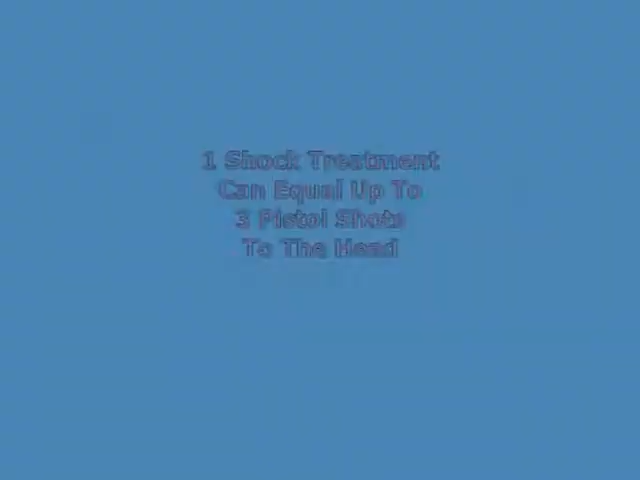 1 Shock Treatment
Can Equal Up To
3 Pistol Shots
To The Head